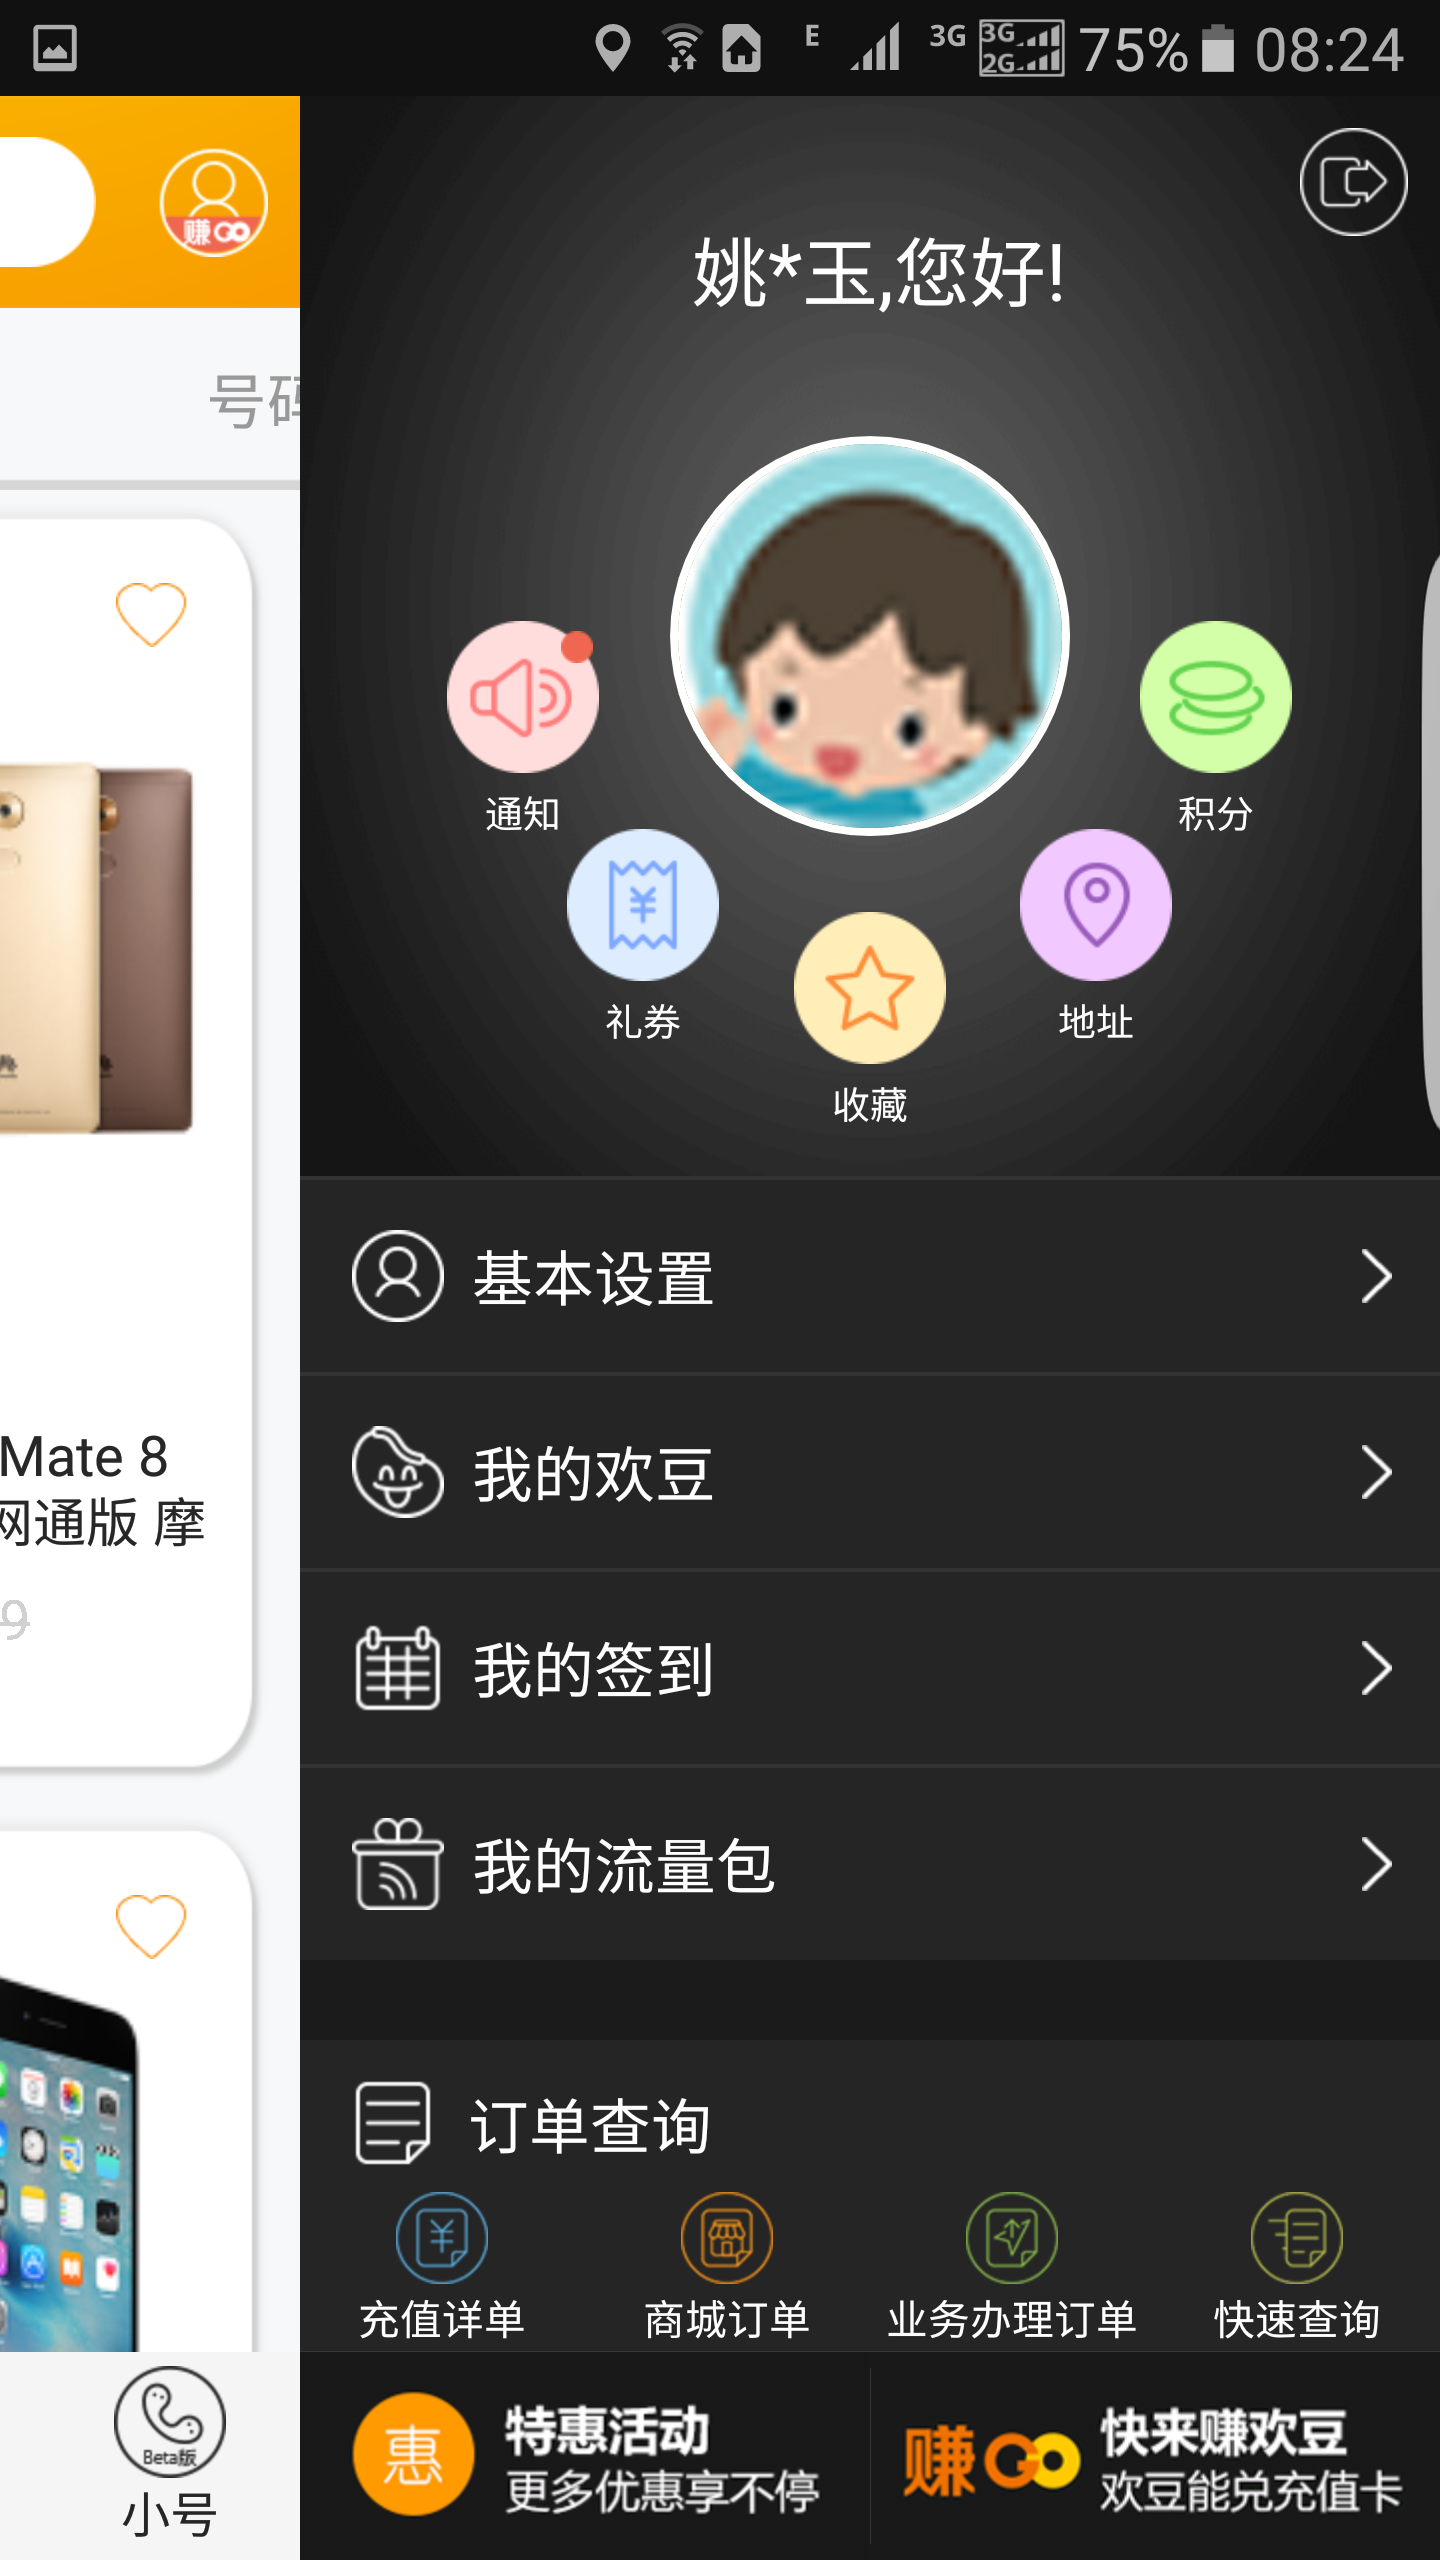 E 3G 3G 2G 75% 08:24
赚GO
姚*玉,您好!
号码
通知
积分
礼券
地址
收藏
基本设置
Mate 8
我的欢豆
网通版 摩
9
我的签到
我的流量包
订单查询
充值详单
商城订单
业务办理订单
快速查询
Beta版
小号
惠
特惠活动
更多优惠享不停
赚GO
快来赚欢豆
欢豆能兑充值卡